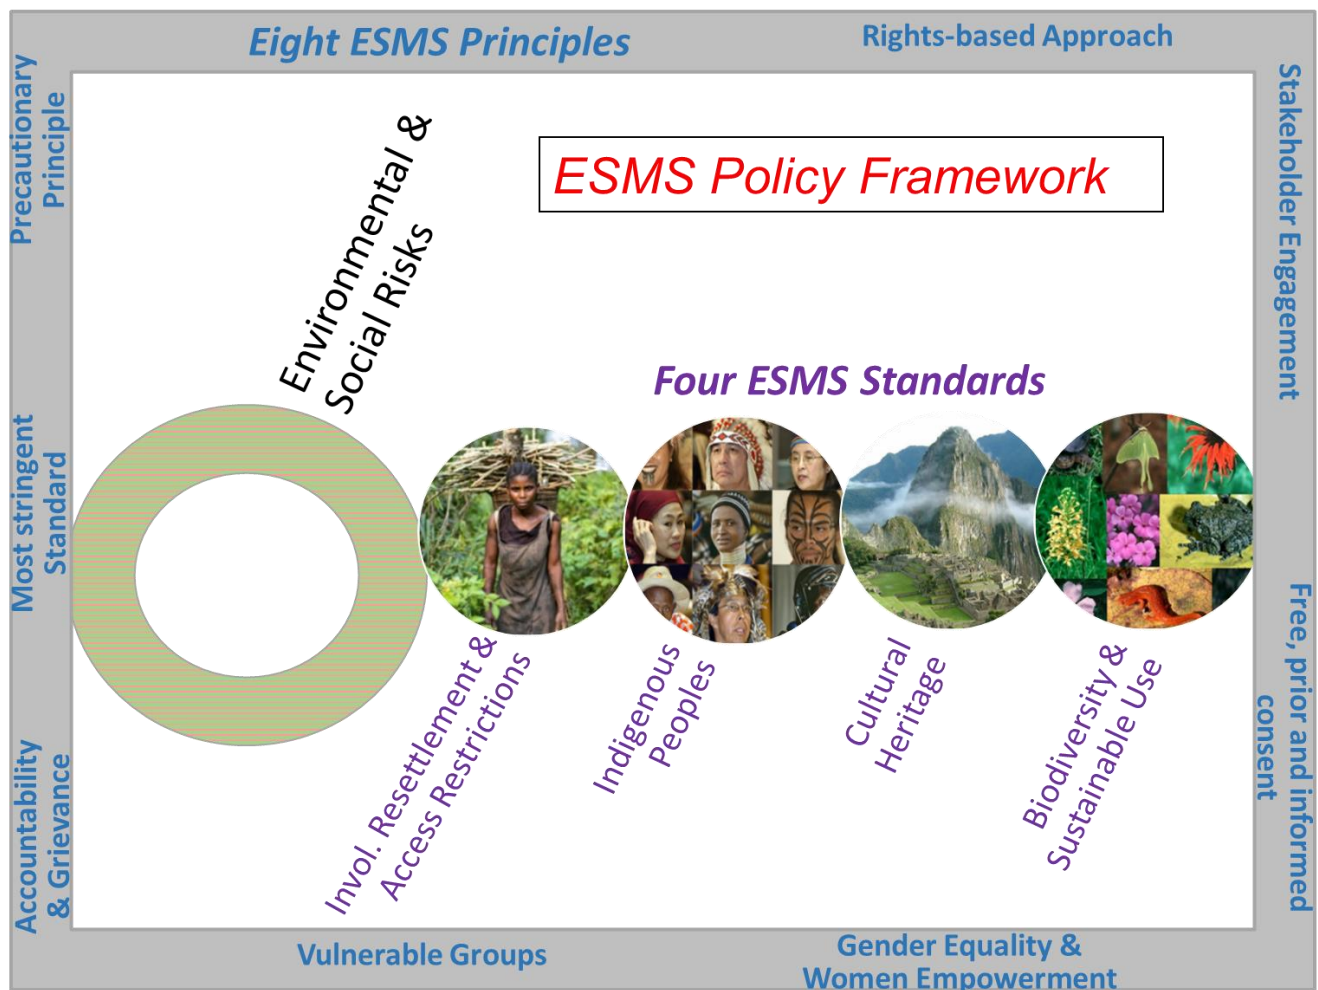 Eight ESMS Principles
Rights-based Approach
Precautionary
Principle
Stakeholder Engagement
Environmental &
Social Risks
ESMS Policy Framework
Four ESMS Standards
Most stringent
Standard
Free, prior and informed
consent
Invol. Resettlement &
Access Restrictions
Indigenous
Peoples
Cultural
Heritage
Biodiversity &
Sustainable Use
Accountability
& Grievance
Vulnerable Groups
Gender Equality &
Women Empowerment